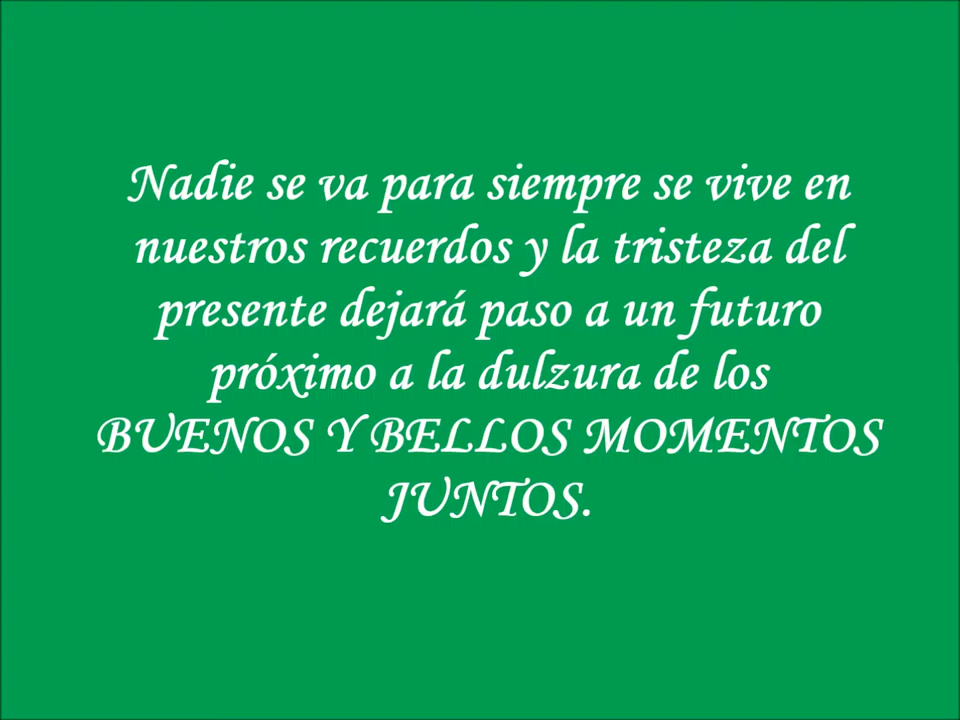 Nadie se va para siempre se vive en
nuestros recuerdos y la tristeza del
presente dejará paso a un futuro
próximo a la dulzura de los
BUENOS Y BELLOS MOMENTOS
JUNTOS.